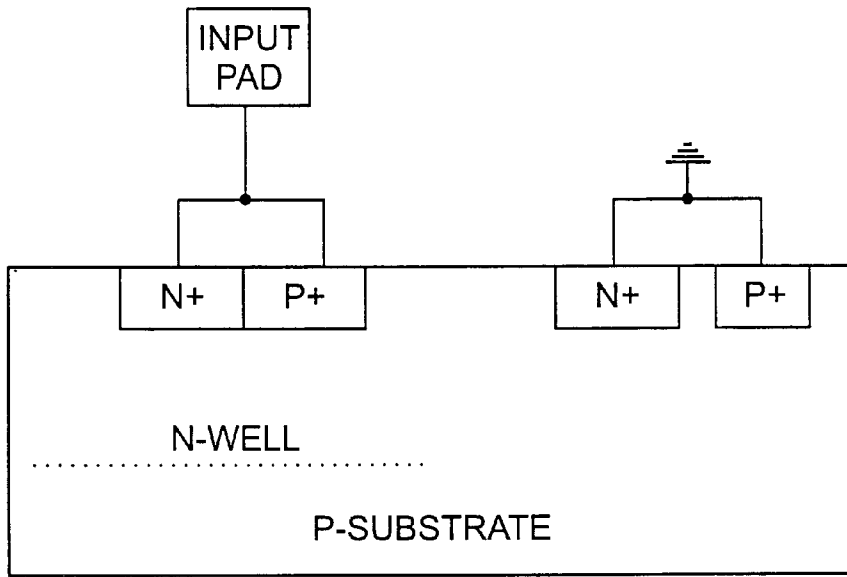 INPUT
PAD
N+ P+ N+ P+
N-WELL
P-SUBSTRATE